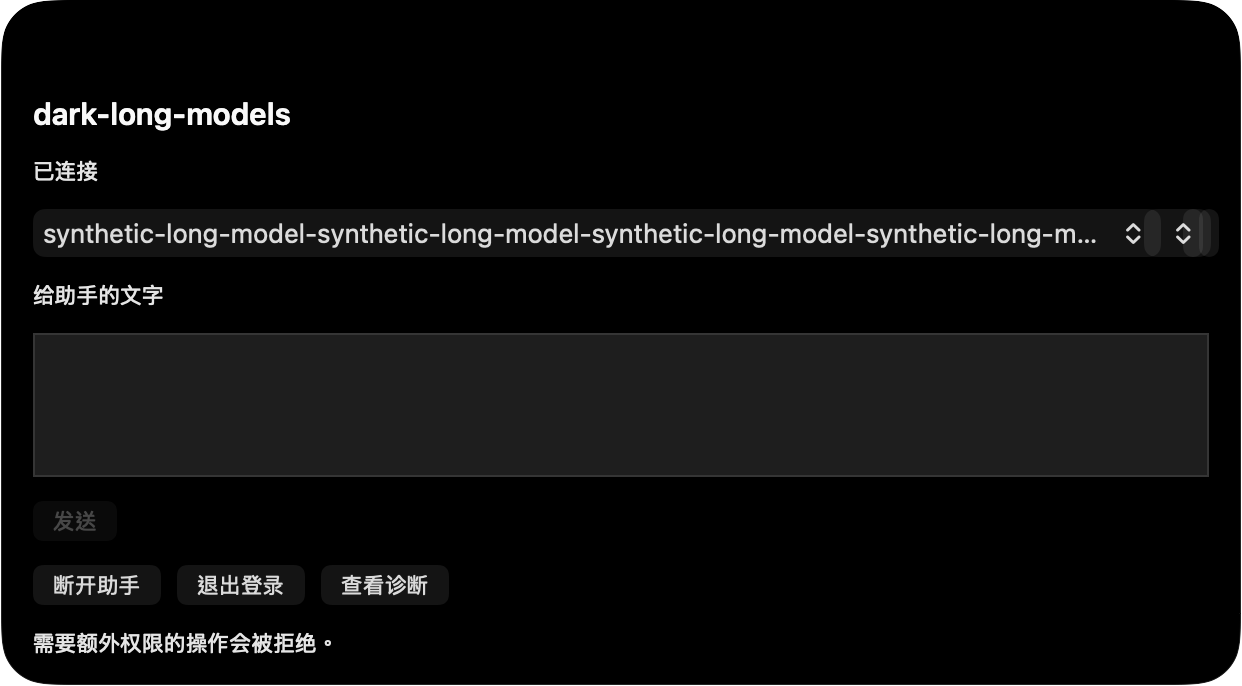 dark-long-models
已连接
synthetic-long-model-synthetic-long-model-synthetic-long-model-synthetic-long-m...
给助手的文字
发送
断开助手 退出登录 查看诊断
需要额外权限的操作会被拒绝。